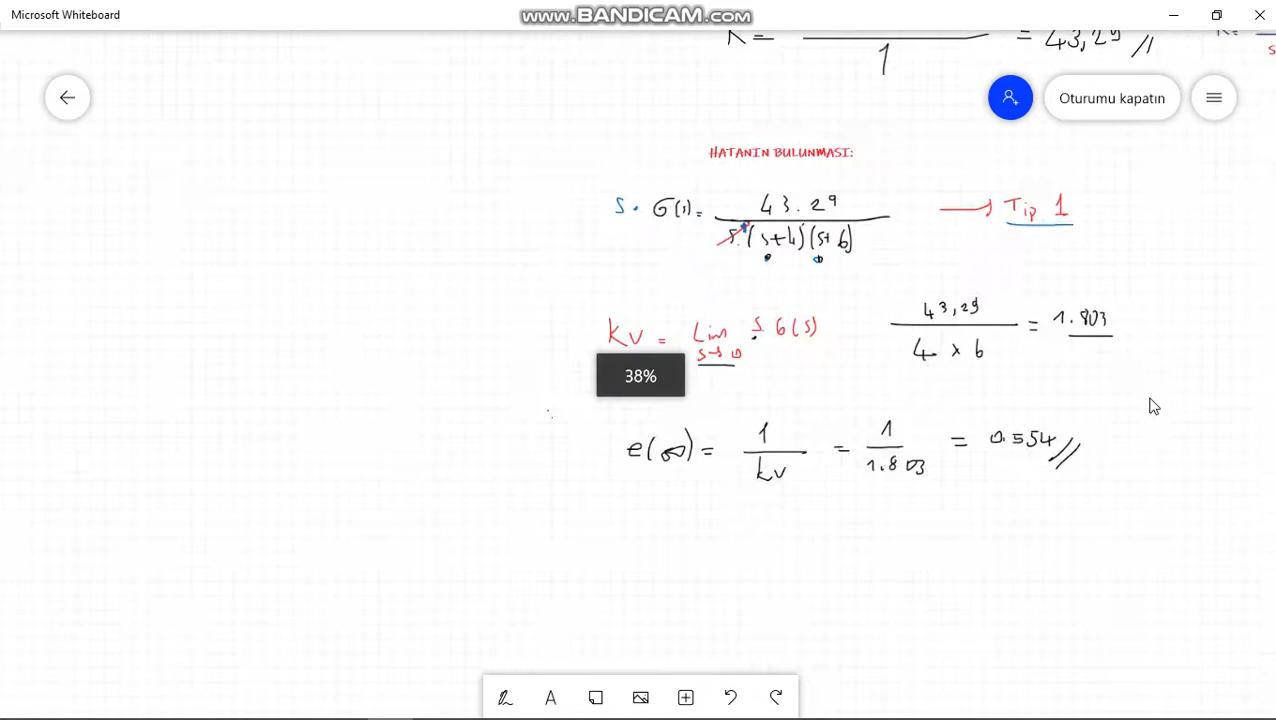 Microsoft Whiteboard
www.BANDICAM.com
K = 
1
= 43,29 //
Oturumu kapatın
HATANIN BULUNMASI:
S. G(s) = 43.29
s.(s+4)(s+6)
→ Tip 1
Kv = Lim s.G(s)
s→0
43,29
4 x 6
= 1.803
38%
e(∞) = 1 / kv = 1 / 1.803 = 0.554 //